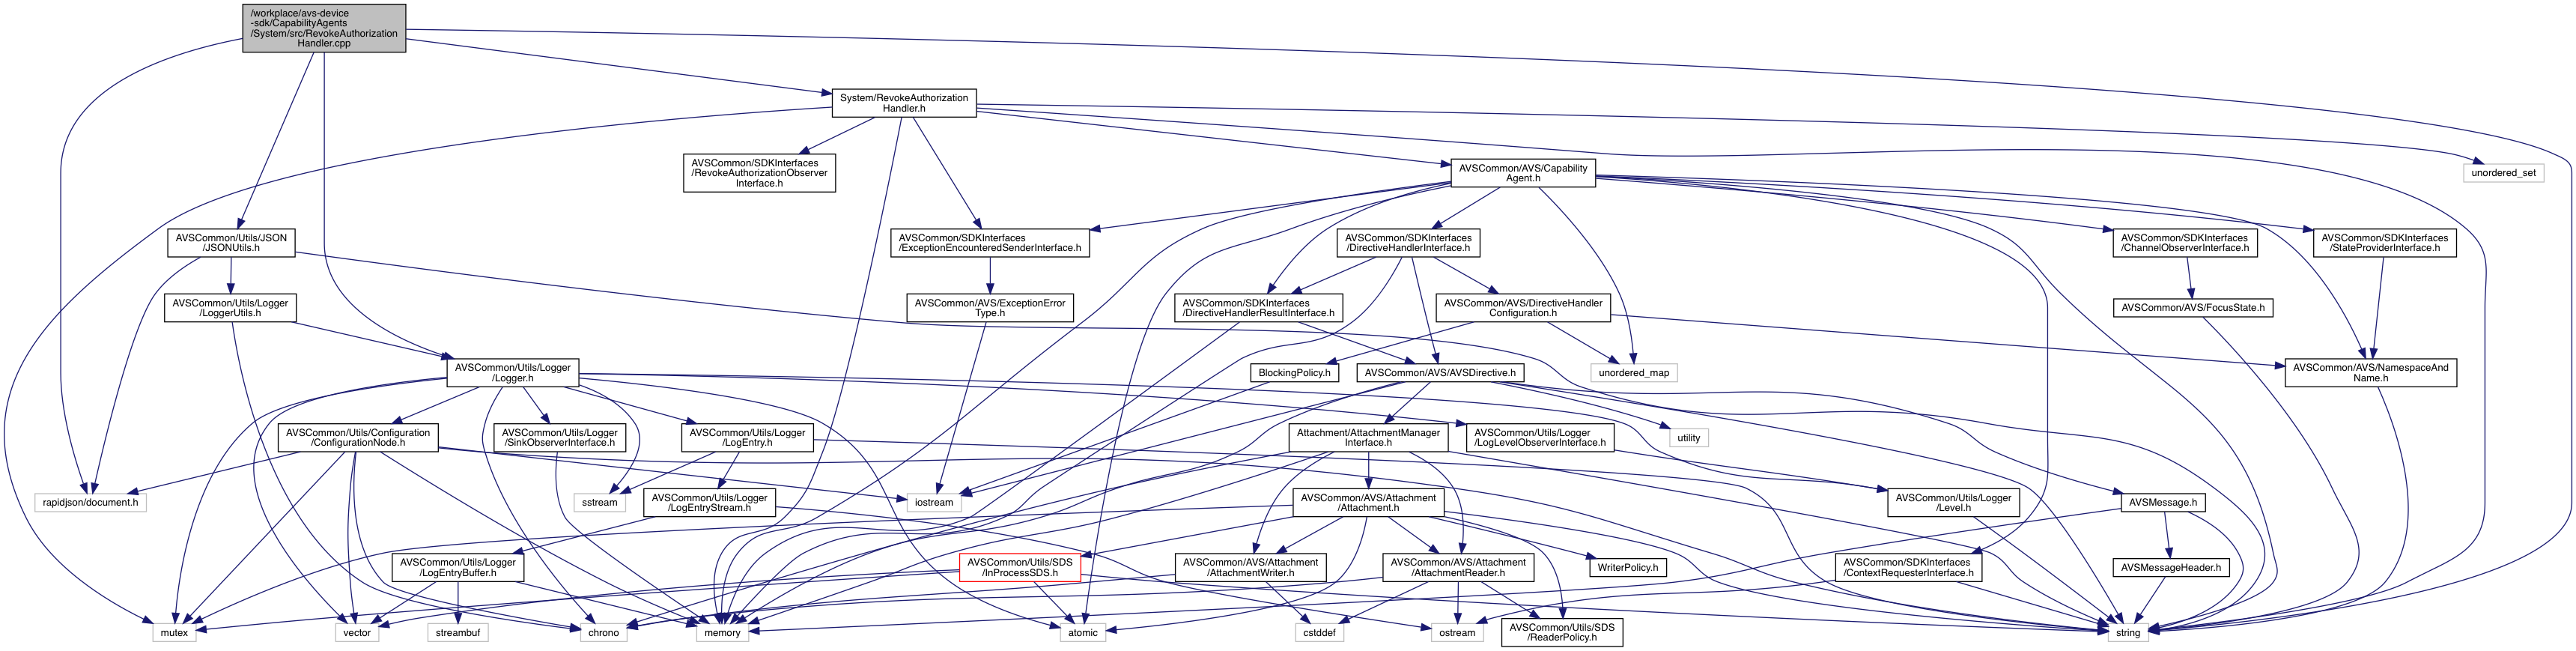 /workplace/avs-device
-sdk/CapabilityAgents
/System/src/RevokeAuthorization
Handler.cpp
System/RevokeAuthorization
Handler.h
AVSCommon/SDKInterfaces
/RevokeAuthorizationObserver
Interface.h
AVSCommon/AVS/Capability
Agent.h
unordered_set
AVSCommon/Utils/JSON
/JSONUtils.h
AVSCommon/SDKInterfaces
/ExceptionEncounteredSenderInterface.h
AVSCommon/SDKInterfaces
/DirectiveHandlerInterface.h
AVSCommon/SDKInterfaces
/ChannelObserverInterface.h
AVSCommon/SDKInterfaces
/StateProviderInterface.h
AVSCommon/Utils/Logger
/LoggerUtils.h
AVSCommon/AVS/ExceptionError
Type.h
AVSCommon/SDKInterfaces
/DirectiveHandlerResultInterface.h
AVSCommon/AVS/DirectiveHandler
Configuration.h
AVSCommon/AVS/FocusState.h
AVSCommon/Utils/Logger
/Logger.h
BlockingPolicy.h
AVSCommon/AVS/AVSDirective.h
unordered_map
AVSCommon/AVS/NamespaceAnd
Name.h
AVSCommon/Utils/Configuration
/ConfigurationNode.h
AVSCommon/Utils/Logger
/SinkObserverInterface.h
AVSCommon/Utils/Logger
/LogEntry.h
Attachment/AttachmentManager
Interface.h
AVSCommon/Utils/Logger
/LogLevelObserverInterface.h
utility
rapidjson/document.h
sstream
AVSCommon/Utils/Logger
/LogEntryStream.h
iostream
AVSCommon/AVS/Attachment
/Attachment.h
AVSCommon/Utils/Logger
/Level.h
AVSMessage.h
AVSCommon/Utils/Logger
/LogEntryBuffer.h
AVSCommon/Utils/SDS
/InProcessSDS.h
AVSCommon/AVS/Attachment
/AttachmentWriter.h
AVSCommon/AVS/Attachment
/AttachmentReader.h
WriterPolicy.h
AVSCommon/SDKInterfaces
/ContextRequesterInterface.h
AVSMessageHeader.h
mutex
vector
streambuf
chrono
memory
atomic
cstddef
ostream
AVSCommon/Utils/SDS
/ReaderPolicy.h
string